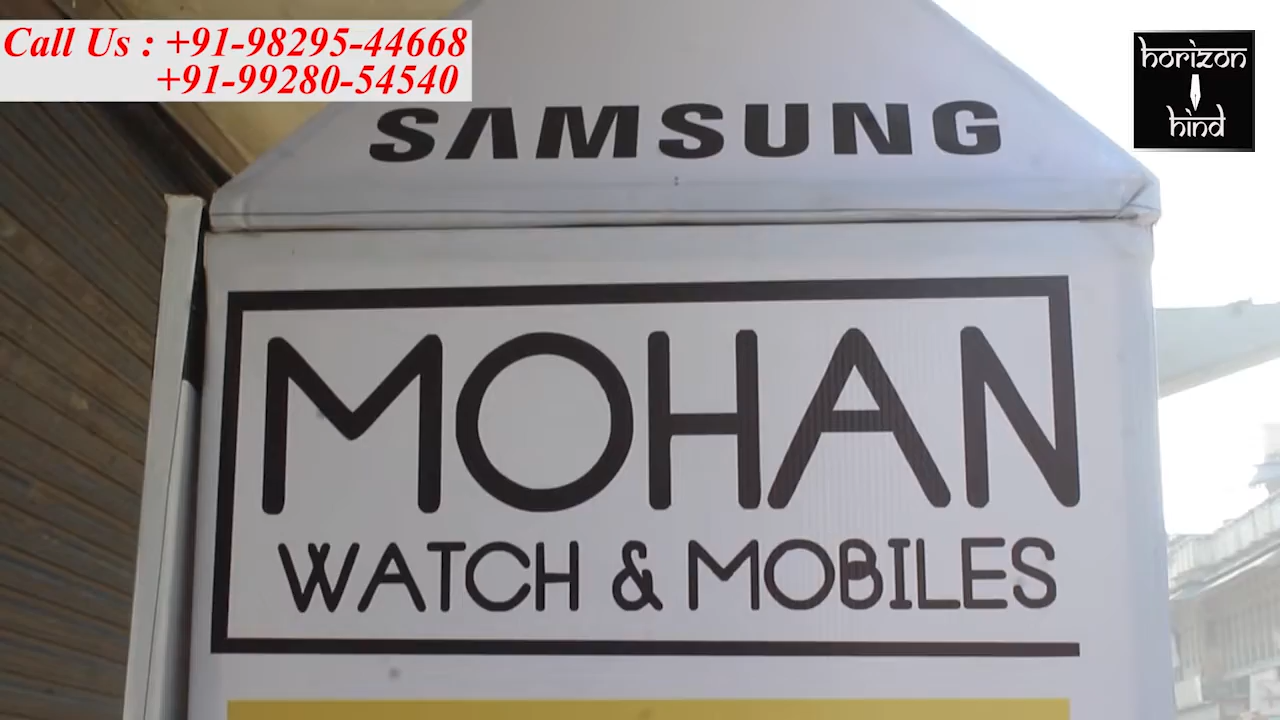 Call Us : +91-98295-44668
+91-99280-54540
horizon
hind
SAMSUNG
MOHAN
WATCH & MOBILES